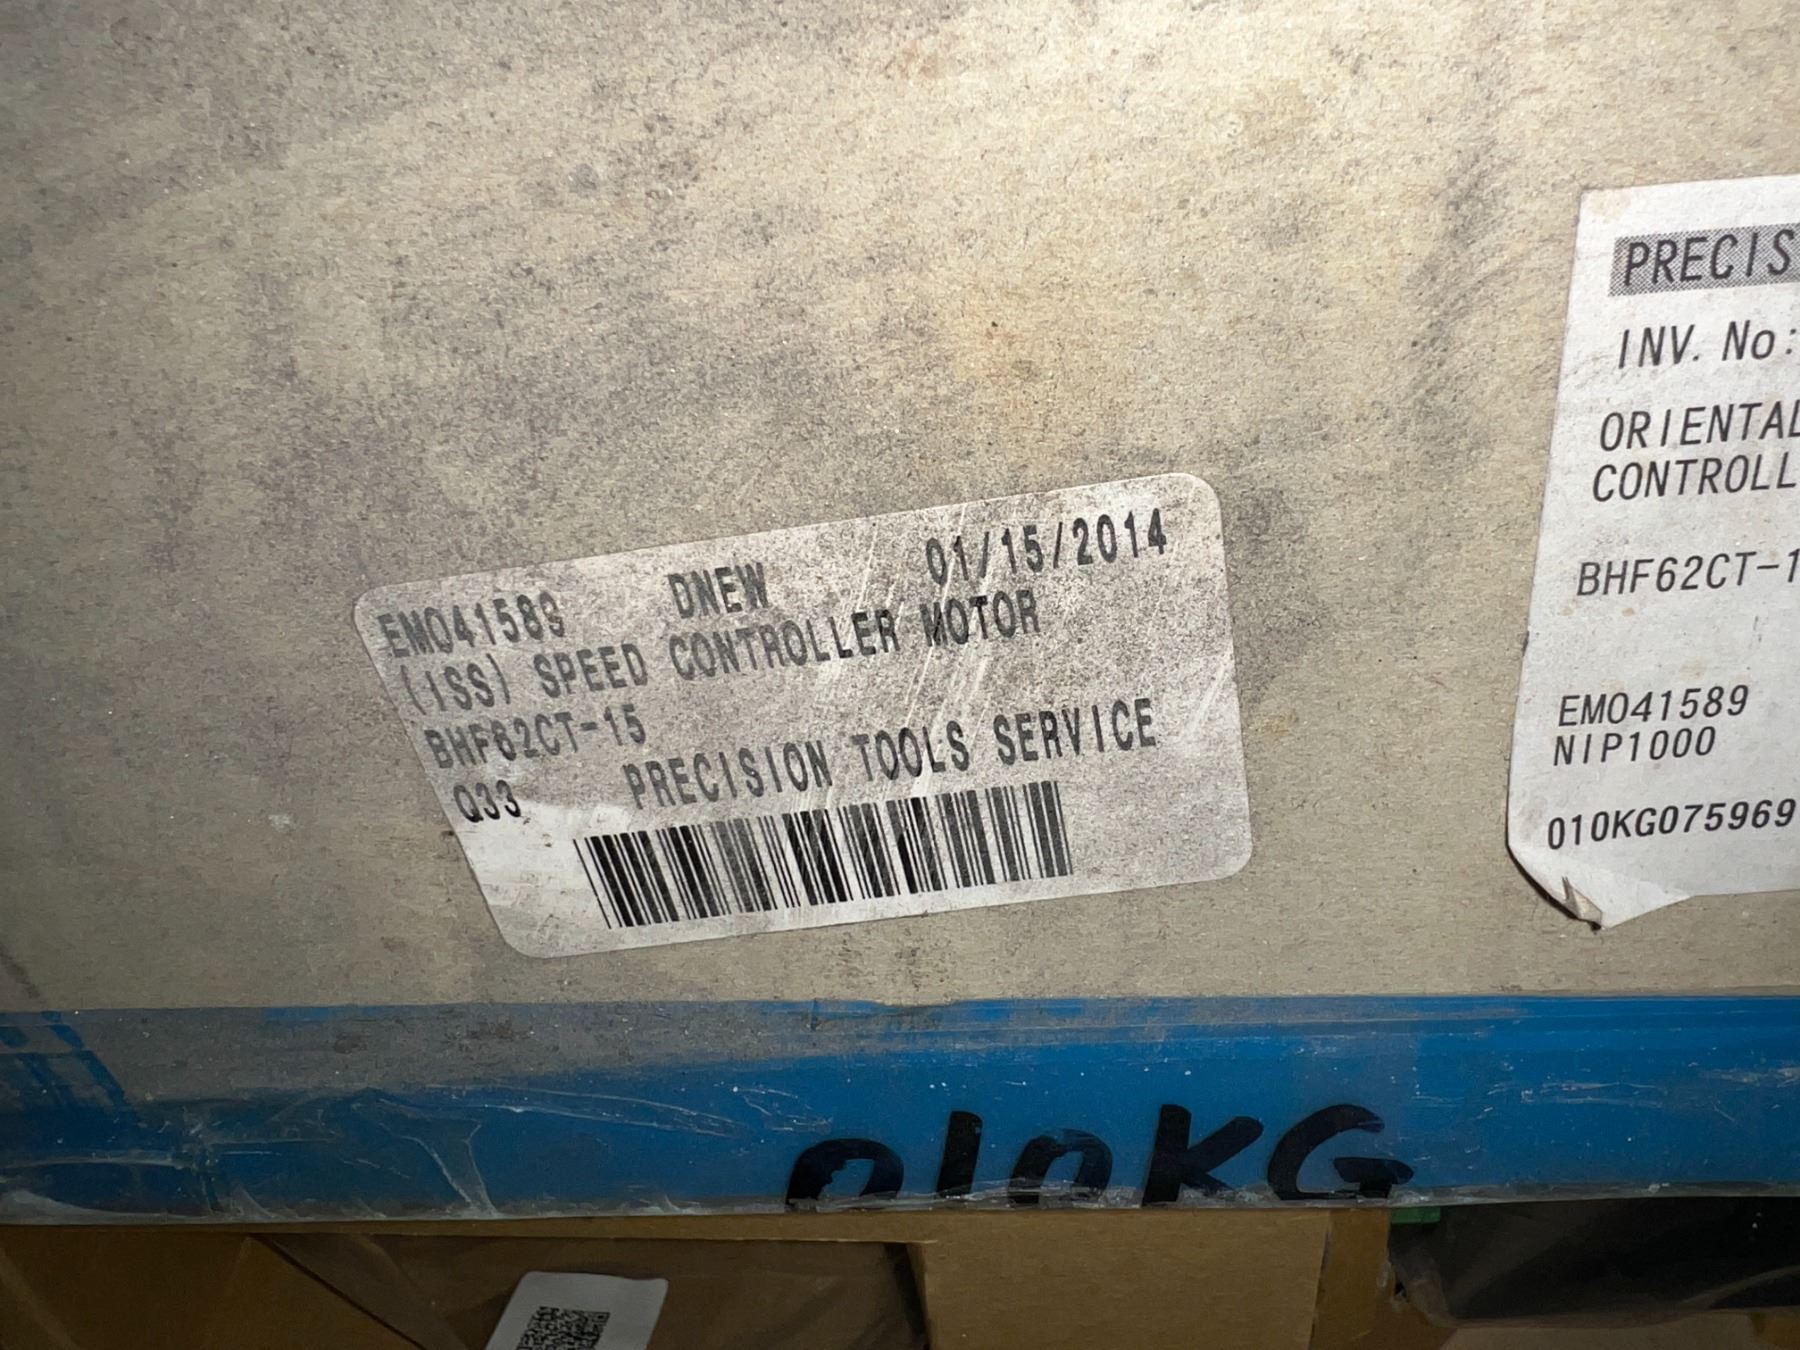 EM041589 DNEW 01/15/2014
(ISS) SPEED CONTROLLER MOTOR
BHF62CT-15
Q33 PRECISION TOOLS SERVICE
PRECIS
INV. No:
ORIENTAL
CONTROLL
BHF62CT-1
EM041589
NIP1000
010KG075969
010KG